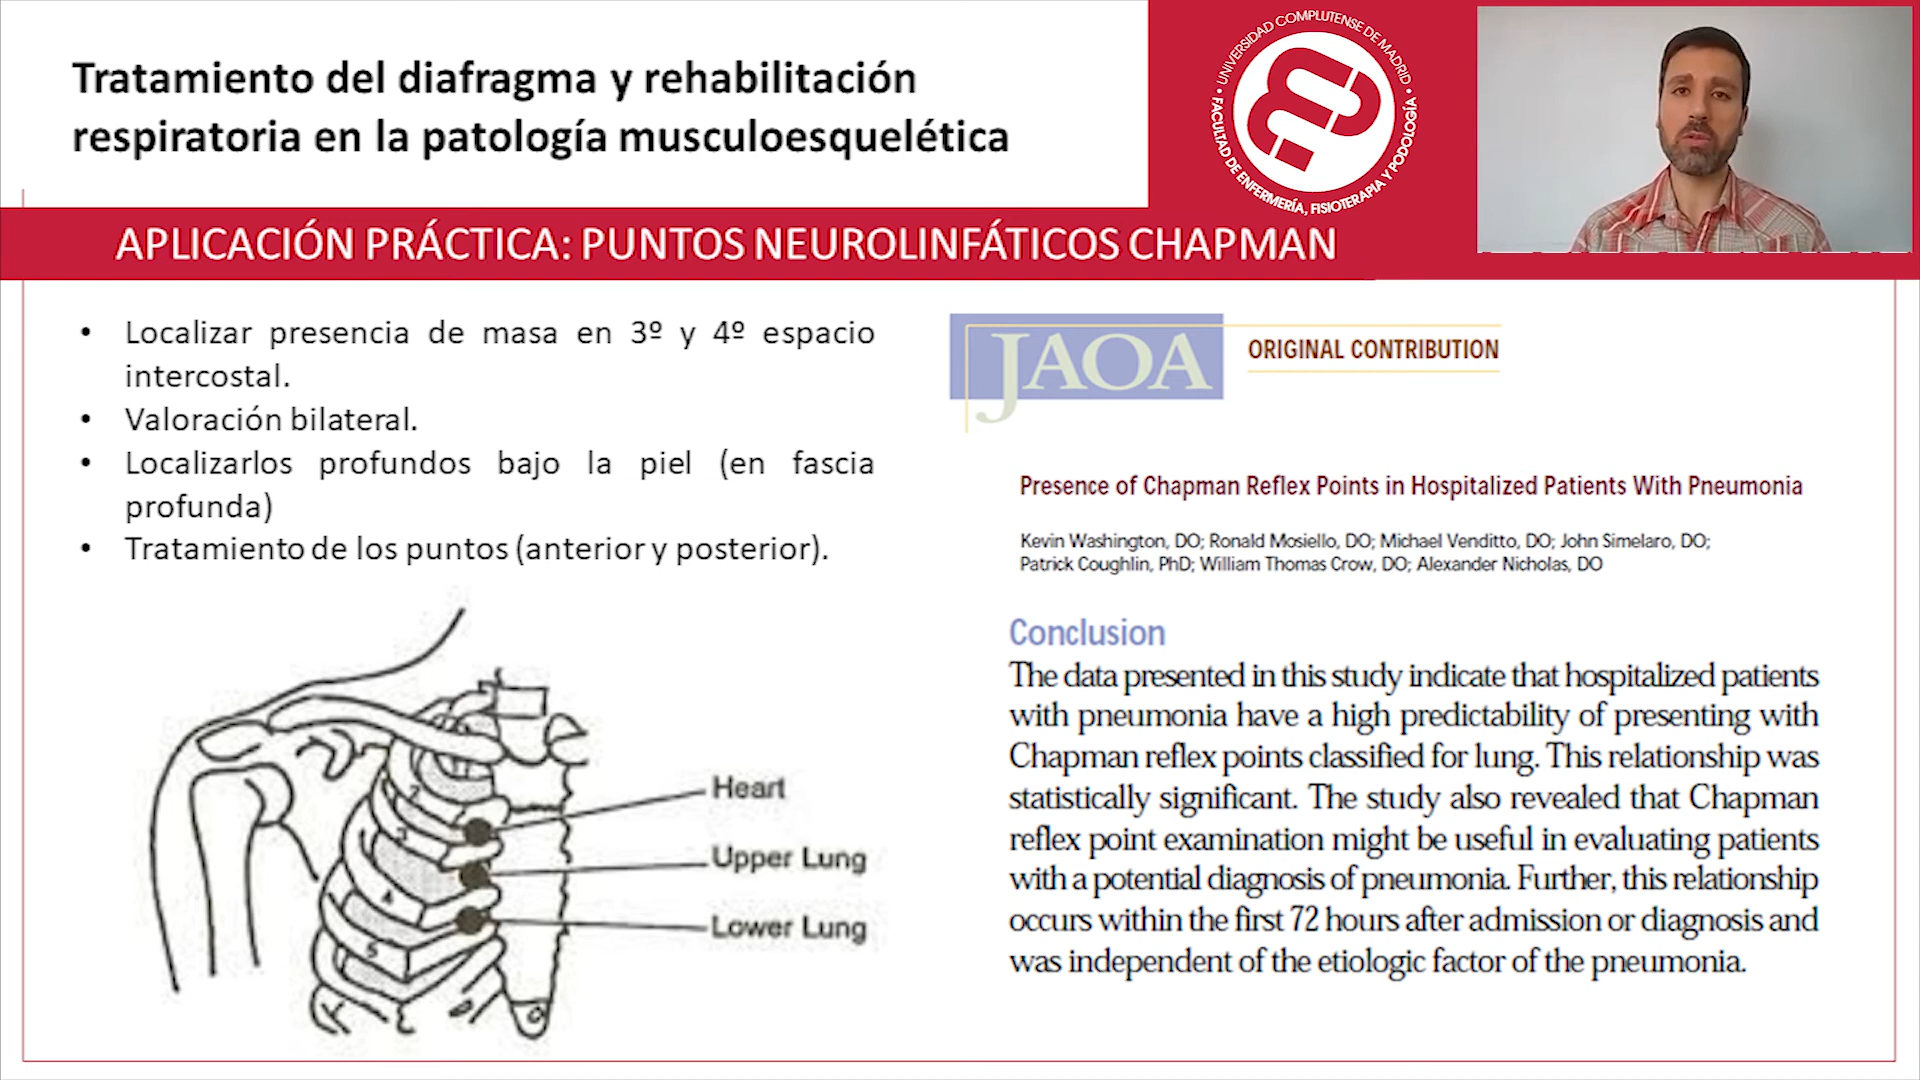 Tratamiento del diafragma y rehabilitación
respiratoria en la patología musculoesquelética
• UNIVERSIDAD COMPLUTENSE DE MADRID •
FACULTAD DE ENFERMERÍA, FISIOTERAPIA Y PODOLOGÍA
APLICACIÓN PRÁCTICA: PUNTOS NEUROLINFÁTICOS CHAPMAN
• Localizar presencia de masa en 3º y 4º espacio
intercostal.
• Valoración bilateral.
• Localizarlos profundos bajo la piel (en fascia
profunda)
• Tratamiento de los puntos (anterior y posterior).
2
3
4
5
Heart
Upper Lung
Lower Lung
JAOA
ORIGINAL CONTRIBUTION
Presence of Chapman Reflex Points in Hospitalized Patients With Pneumonia
Kevin Washington, DO; Ronald Mosiello, DO; Michael Venditto, DO; John Simelaro, DO;
Patrick Coughlin, PhD; William Thomas Crow, DO; Alexander Nicholas, DO
Conclusion
The data presented in this study indicate that hospitalized patients
with pneumonia have a high predictability of presenting with
Chapman reflex points classified for lung. This relationship was
statistically significant. The study also revealed that Chapman
reflex point examination might be useful in evaluating patients
with a potential diagnosis of pneumonia. Further, this relationship
occurs within the first 72 hours after admission or diagnosis and
was independent of the etiologic factor of the pneumonia.